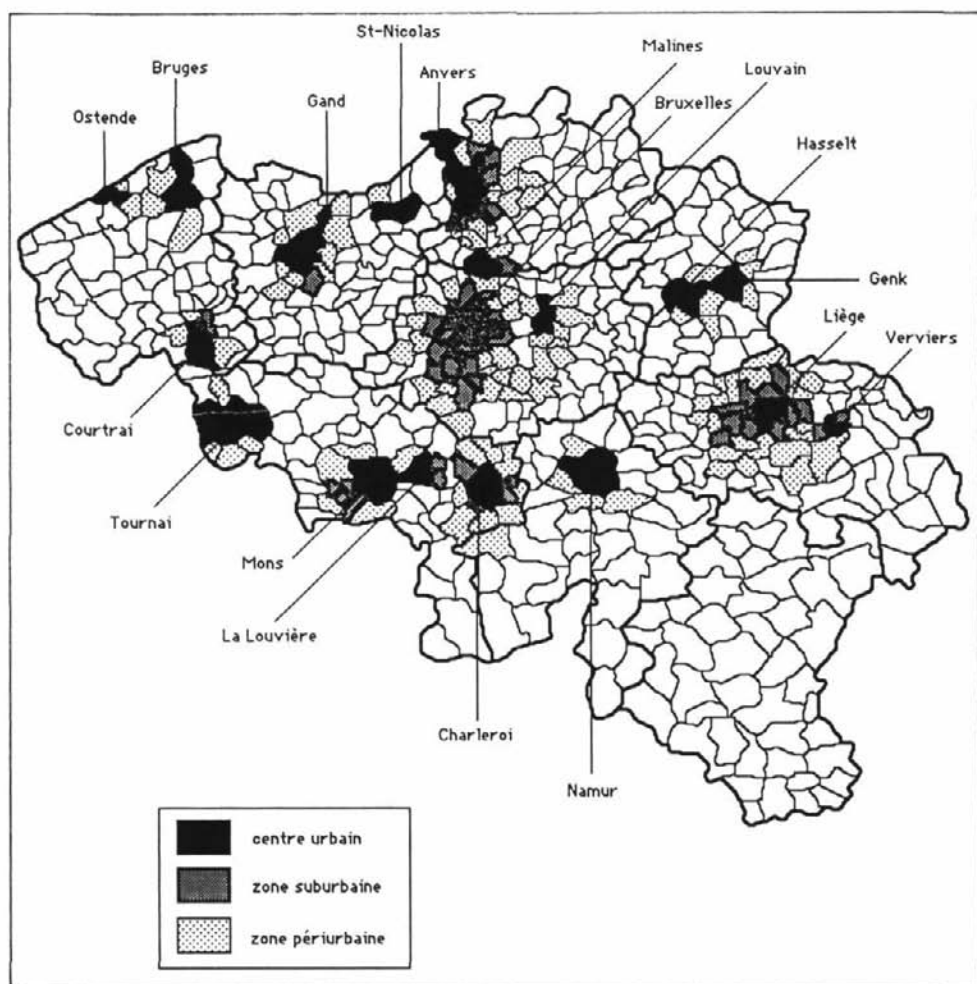 St-Nicolas
Malines
Bruges
Anvers
Louvain
Gand
Bruxelles
Ostende
Hasselt
Genk
Liège
Verviers
Courtrai
Tournai
Mons
La Louvière
Charleroi
Namur
centre urbain
zone suburbaine
zone périurbaine